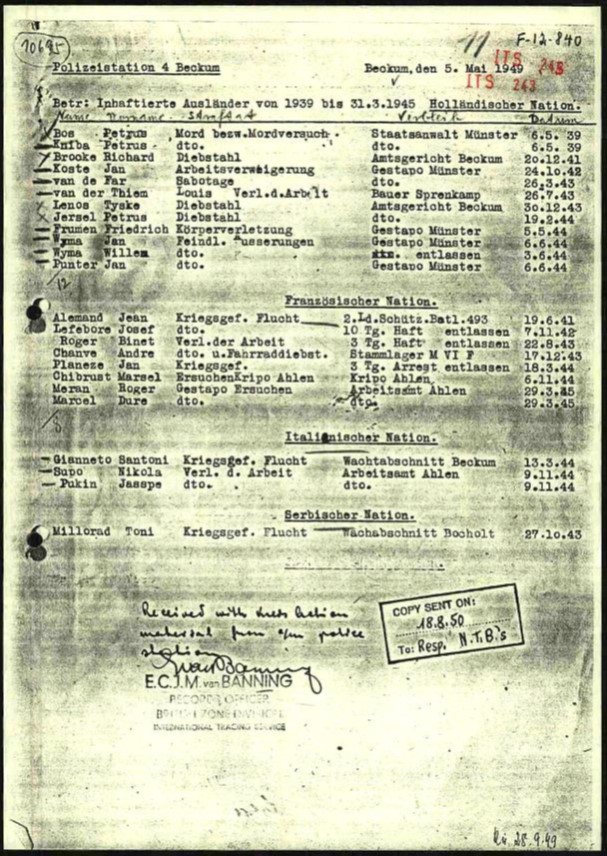 10695
11 F-12-840
ITS 243
Polizeistation 4 Beckum Beckum,den 5. Mai 1949
ITS 243
Betr: Inhaftierte Ausländer von 1939 bis 31.3.1945 Holländischer Nation.
Name Vorname Strafart Verbleib Datum
Bos Petrus Mord bezw.Mordversuch Staatsanwalt Münster 6.5. 39
Kniba Petrus dto. dto. 6.5. 39
Brooke Richard Diebstahl Amtsgericht Beckum 20.12.41
Koste Jan Arbeitsverweigerung Gestapo Münster 24.10.42
van de Far Sabotage dto. 26.3.43
van der Thiem Louis Verl.d.Arbeit Bauer Sprenkamp 26.7.43
Lenos Tyske Diebstahl Amtsgericht Beckum 30.12.43
Jersel Petrus Diebstahl dto. 19.2.44
Frumen Friedrich Körperverletzung Gestapo Münster 5.5.44
Wyma Jan Feindl. Äusserungen Gestapo Münster 6.6.44
Wyma Willem dto. entlassen 3.6.44
Punter Jan dto. Gestapo Münster 6.6.44
12
Französischer Nation.
Alemand Jean Kriegsgef. Flucht 2.Ld.Schütz.Batl.493 19.6.41
Lefebore Josef dto. 10 Tg. Haft entlassen 7.11.42
Roger Binet Verl.der Arbeit 3 Tg. Haft entlassen 22.8.43
Chanve Andre dto. u.Fahrraddiebst. Stammlager M VI F 17.12.43
Planeze Jan Kriegsgef. 3 Tg. Arrest entlassen 18.3.44
Chibrust Marsel ErsuchenKripo Ahlen Kripo Ahlen 6.11.44
Meran Roger Gestapo Ersuchen Arbeitsamt Ahlen 29.3.45
Marcel Dure dto. dto. 29.3.45
Italienischer Nation.
Gianneto Santoni Kriegsgef. Flucht Wachtabschnitt Beckum 13.3.44
Supo Nikola Verl. d. Arbeit Arbeitsamt Ahlen 9.11.44
Pukin Jasspe dto. dto. 9.11.44
Serbischer Nation.
Millorad Toni Kriegsgef. Flucht Wachabschnitt Bocholt 27.10.43
Received with
material from police
station
COPY SENT ON:
18.8.50
To: Resp. N.T.B's
E.C.J.M. van BANNING
RECORDS OFFICER
BRITISH ZONE DIVISION
INTERNATIONAL TRACING SERVICE
28.9.49